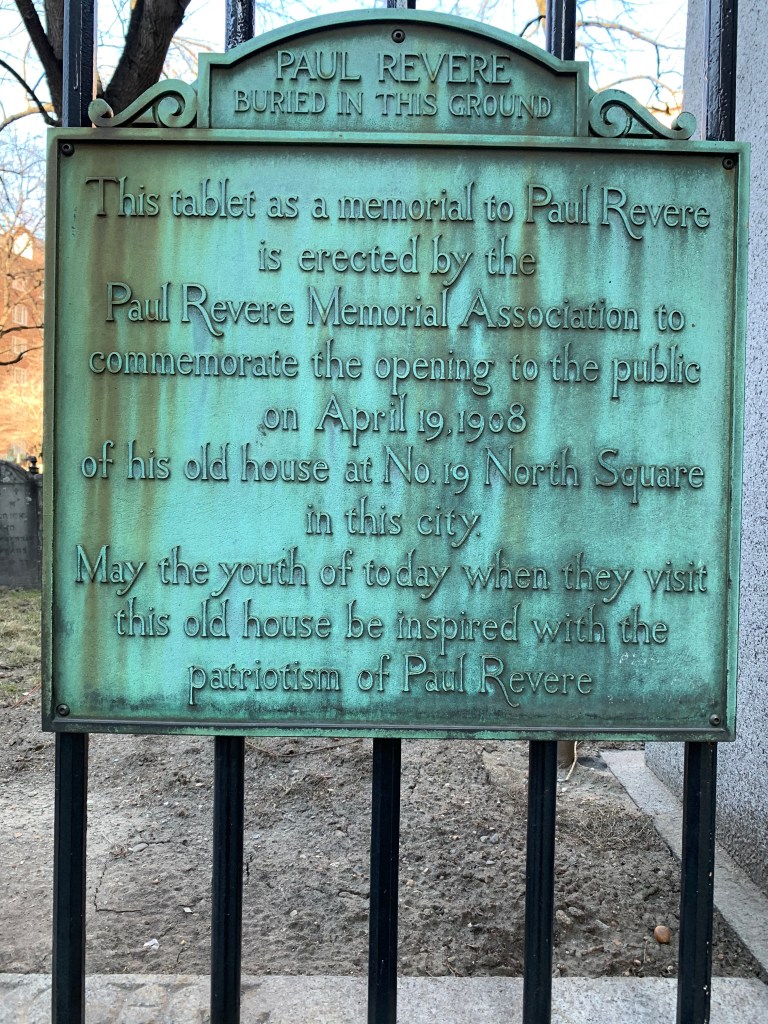 PAUL REVERE
BURIED IN THIS GROUND
This tablet as a memorial to Paul Revere
is erected by the
Paul Revere Memorial Association to
commemorate the opening to the public
on April 19, 1908
of his old house at No. 19 North Square
in this city.
May the youth of today when they visit
this old house be inspired with the
patriotism of Paul Revere